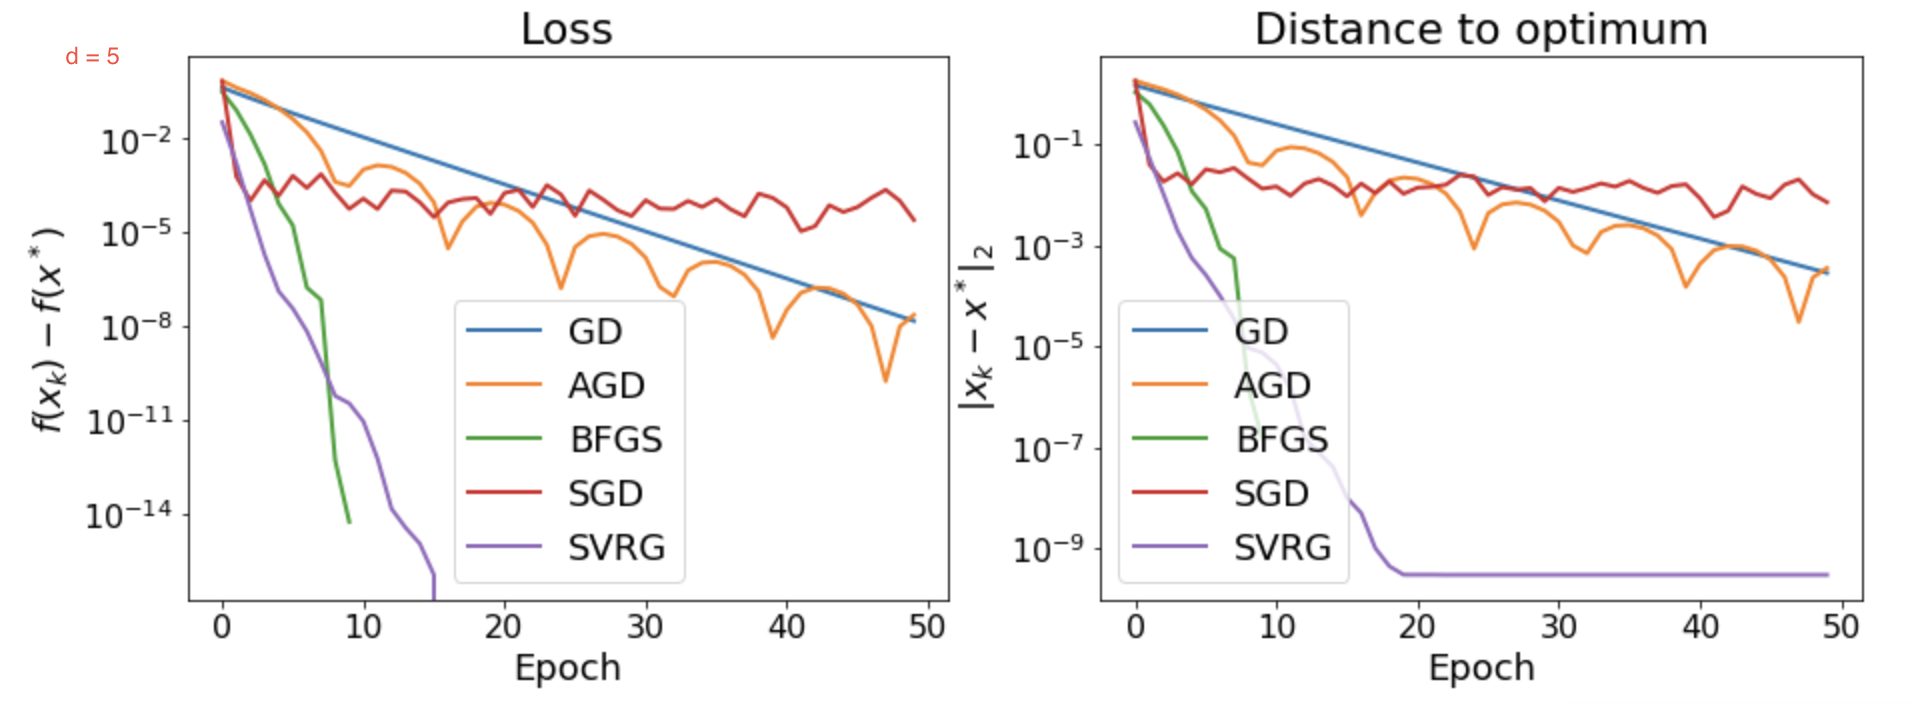 d = 5
Loss
f(x_k) − f(x^*)
10^−2
10^−5
10^−8
10^−11
10^−14
GD
AGD
BFGS
SGD
SVRG
0 10 20 30 40 50
Epoch
Distance to optimum
|x_k − x^*|_2
10^−1
10^−3
10^−5
10^−7
10^−9
GD
AGD
BFGS
SGD
SVRG
0 10 20 30 40 50
Epoch